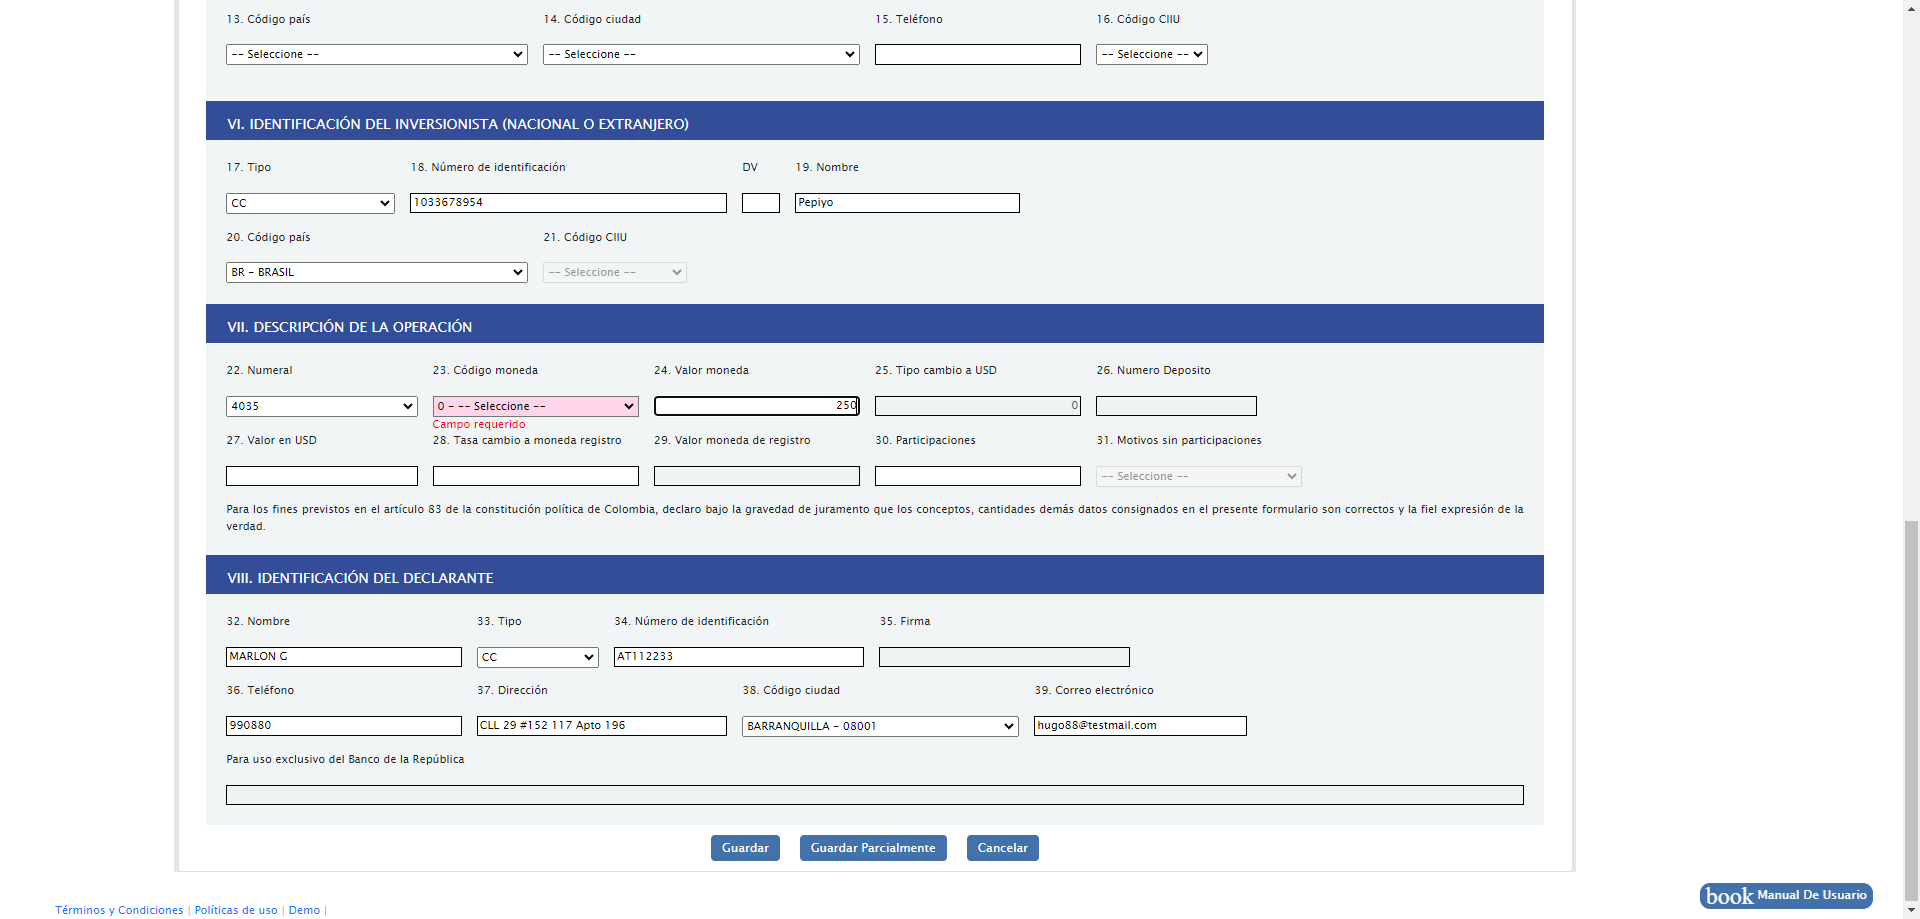 13. Código país 14. Código ciudad 15. Teléfono 16. Código CIIU
-- Seleccione -- -- Seleccione -- -- Seleccione --
VI. IDENTIFICACIÓN DEL INVERSIONISTA (NACIONAL O EXTRANJERO)
17. Tipo 18. Número de identificación DV 19. Nombre
CC 1033678954 Pepiyo
20. Código país 21. Código CIIU
BR - BRASIL -- Seleccione --
VII. DESCRIPCIÓN DE LA OPERACIÓN
22. Numeral 23. Código moneda 24. Valor moneda 25. Tipo cambio a USD 26. Numero Deposito
4035 0 - -- Seleccione -- 250 0
Campo requerido
27. Valor en USD 28. Tasa cambio a moneda registro 29. Valor moneda de registro 30. Participaciones 31. Motivos sin participaciones
-- Seleccione --
Para los fines previstos en el artículo 83 de la constitución política de Colombia, declaro bajo la gravedad de juramento que los conceptos, cantidades demás datos consignados en el presente formulario son correctos y la fiel expresión de la
verdad.
VIII. IDENTIFICACIÓN DEL DECLARANTE
32. Nombre 33. Tipo 34. Número de identificación 35. Firma
MARLON G CC AT112233
36. Teléfono 37. Dirección 38. Código ciudad 39. Correo electrónico
990880 CLL 29 #152 117 Apto 196 BARRANQUILLA - 08001 hugo88@testmail.com
Para uso exclusivo del Banco de la República
Guardar Guardar Parcialmente Cancelar
book Manual De Usuario
Términos y Condiciones | Políticas de uso | Demo |